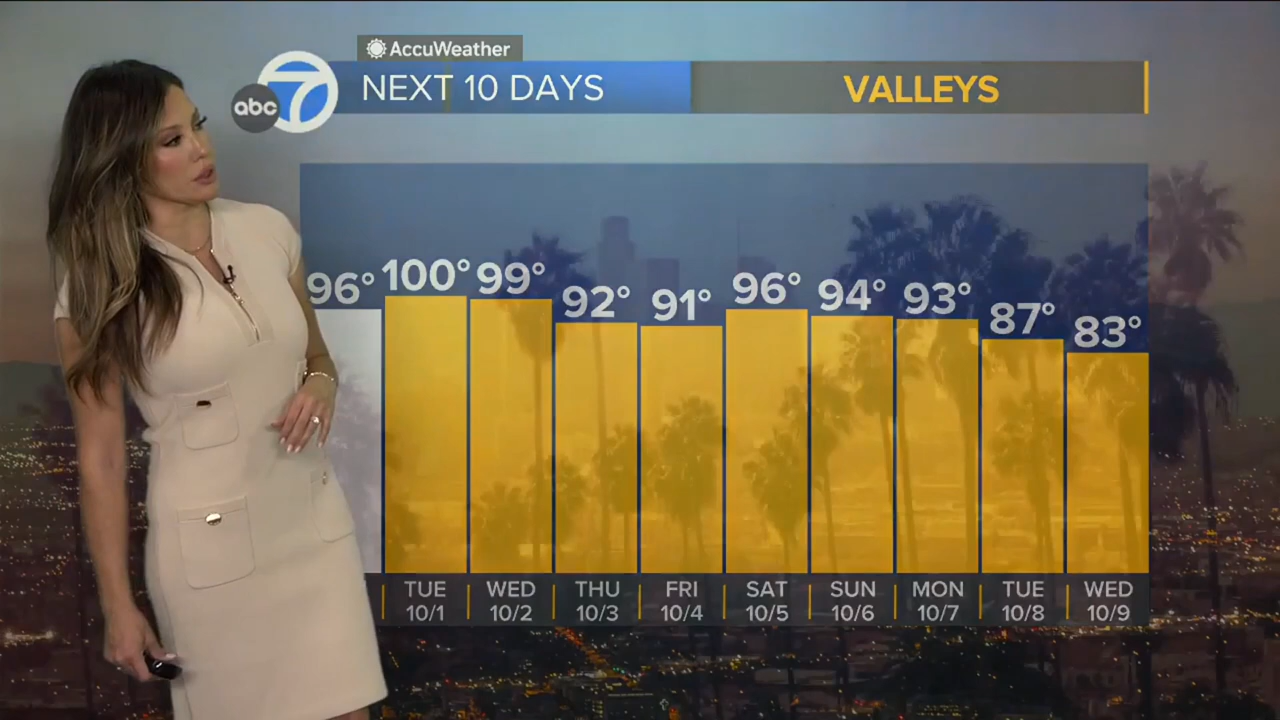 AccuWeather
abc 7 NEXT 10 DAYS VALLEYS
96° 100° 99° 92° 91° 96° 94° 93° 87° 83°
TUE WED THU FRI SAT SUN MON TUE WED
10/1 10/2 10/3 10/4 10/5 10/6 10/7 10/8 10/9